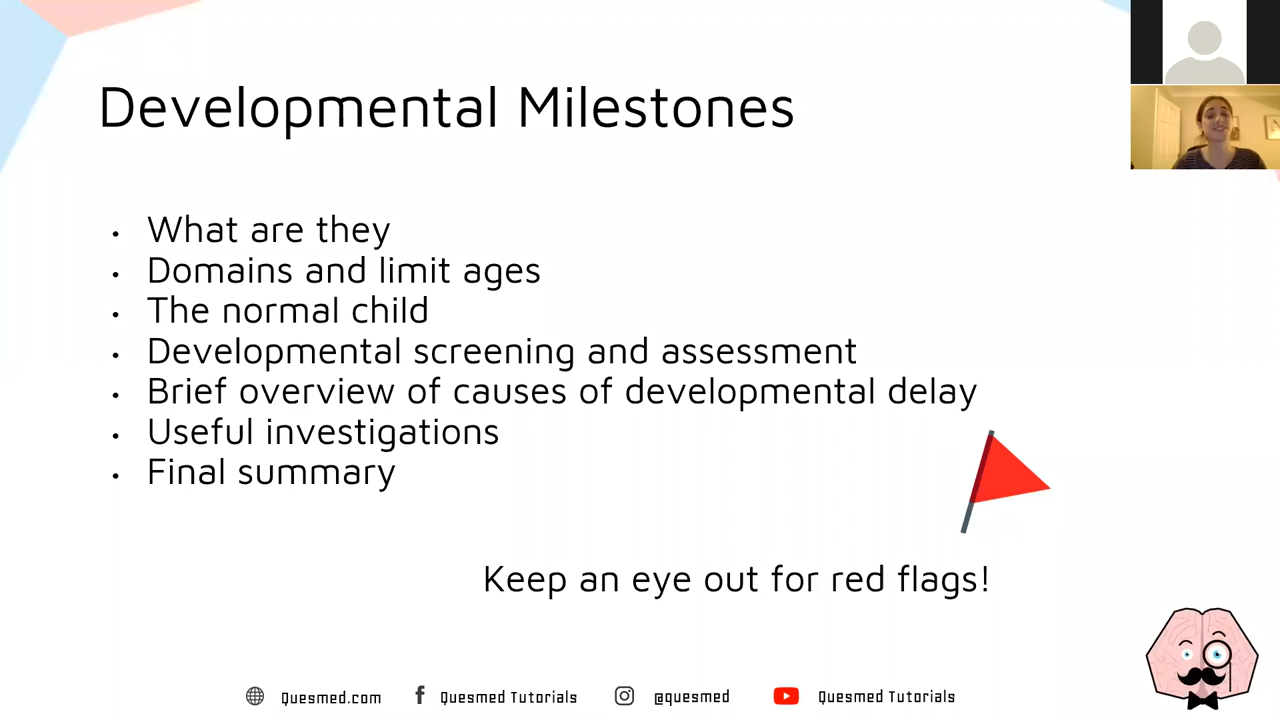 Developmental Milestones
• What are they
• Domains and limit ages
• The normal child
• Developmental screening and assessment
• Brief overview of causes of developmental delay
• Useful investigations
• Final summary
Keep an eye out for red flags!
Quesmed.com Quesmed Tutorials @quesmed Quesmed Tutorials